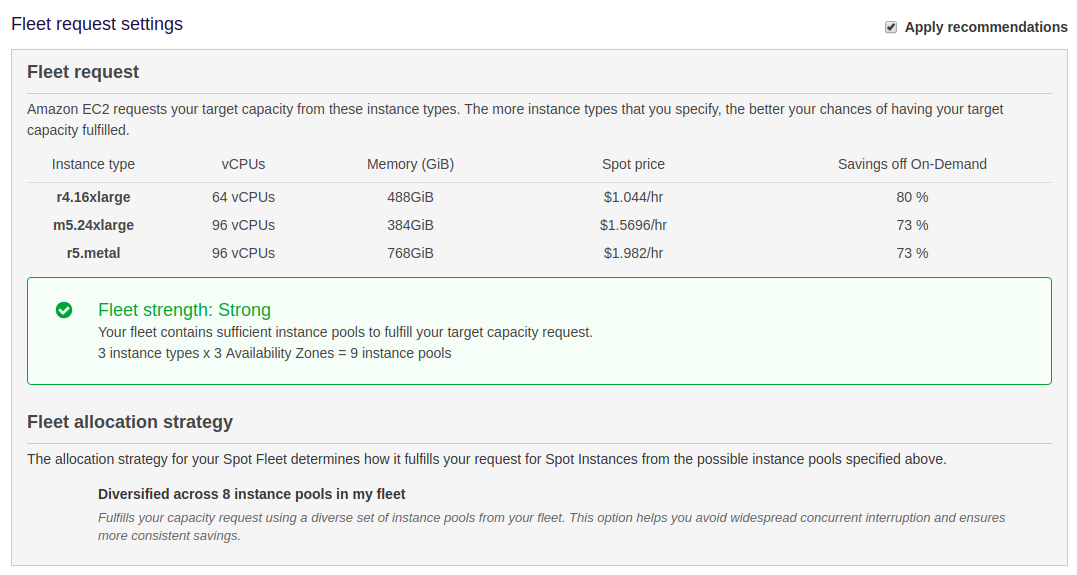 Fleet request settings
Apply recommendations
Fleet request
Amazon EC2 requests your target capacity from these instance types. The more instance types that you specify, the better your chances of having your target
capacity fulfilled.
Instance type vCPUs Memory (GiB) Spot price Savings off On-Demand
r4.16xlarge 64 vCPUs 488GiB $1.044/hr 80 %
m5.24xlarge 96 vCPUs 384GiB $1.5696/hr 73 %
r5.metal 96 vCPUs 768GiB $1.982/hr 73 %
Fleet strength: Strong
Your fleet contains sufficient instance pools to fulfill your target capacity request.
3 instance types x 3 Availability Zones = 9 instance pools
Fleet allocation strategy
The allocation strategy for your Spot Fleet determines how it fulfills your request for Spot Instances from the possible instance pools specified above.
Diversified across 8 instance pools in my fleet
Fulfills your capacity request using a diverse set of instance pools from your fleet. This option helps you avoid widespread concurrent interruption and ensures
more consistent savings.